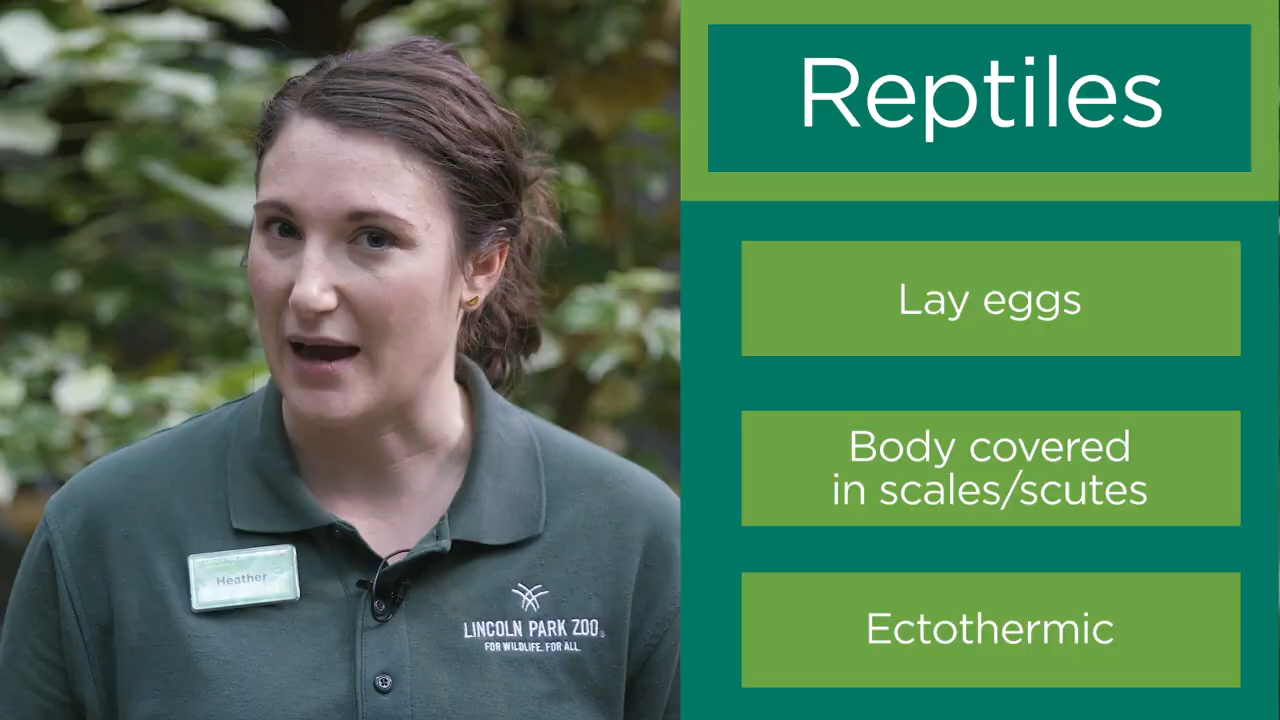 Reptiles
Lay eggs
Body covered
in scales/scutes
Ectothermic
Heather
LINCOLN PARK ZOO
FOR WILDLIFE. FOR ALL.